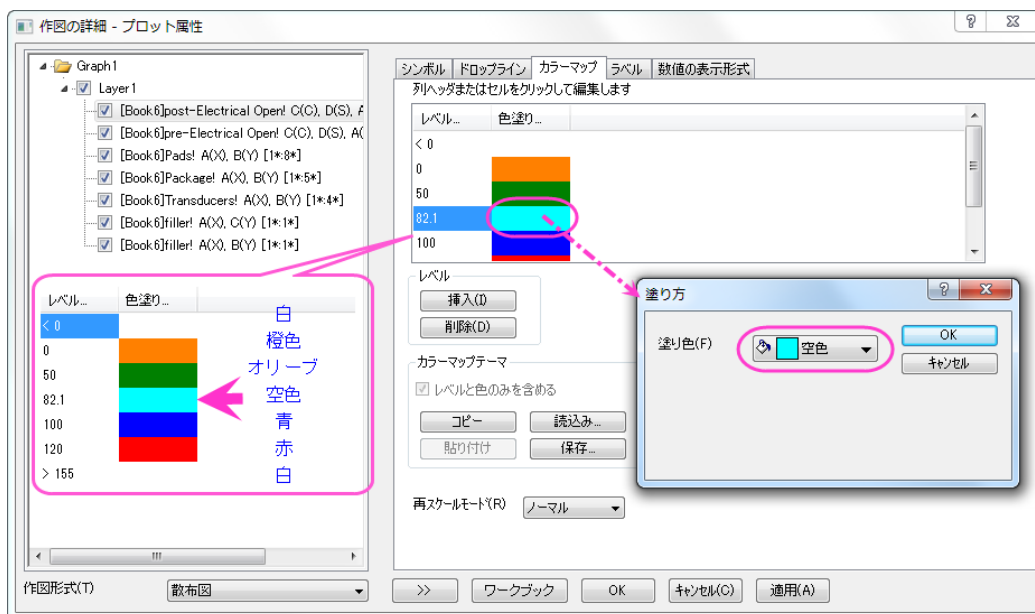 作図の詳細 - プロット属性
Graph1
Layer1
[Book6]post-Electrical Open! C(C), D(S), A
[Book6]pre-Electrical Open! C(C), D(S), A(
[Book6]Pads! A(X), B(Y) [1*:8*]
[Book6]Package! A(X), B(Y) [1*:5*]
[Book6]Transducers! A(X), B(Y) [1*:4*]
[Book6]filler! A(X), C(Y) [1*:1*]
[Book6]filler! A(X), B(Y) [1*:1*]
レベル... 色塗り...
< 0 白
0 橙色
50 オリーブ
82.1 空色
100 青
120 赤
> 155 白
作図形式(T) 散布図
シンボル ドロップライン カラーマップ ラベル 数値の表示形式
列ヘッダまたはセルをクリックして編集します
レベル... 色塗り...
< 0
0
50
82.1
100
レベル
挿入(I)
削除(D)
カラーマップテーマ
レベルと色のみを含める
コピー 読込み...
貼り付け 保存...
再スケールモード(R) ノーマル
塗り方
塗り色(F) 空色
OK
キャンセル
>> ワークブック OK キャンセル(C) 適用(A)